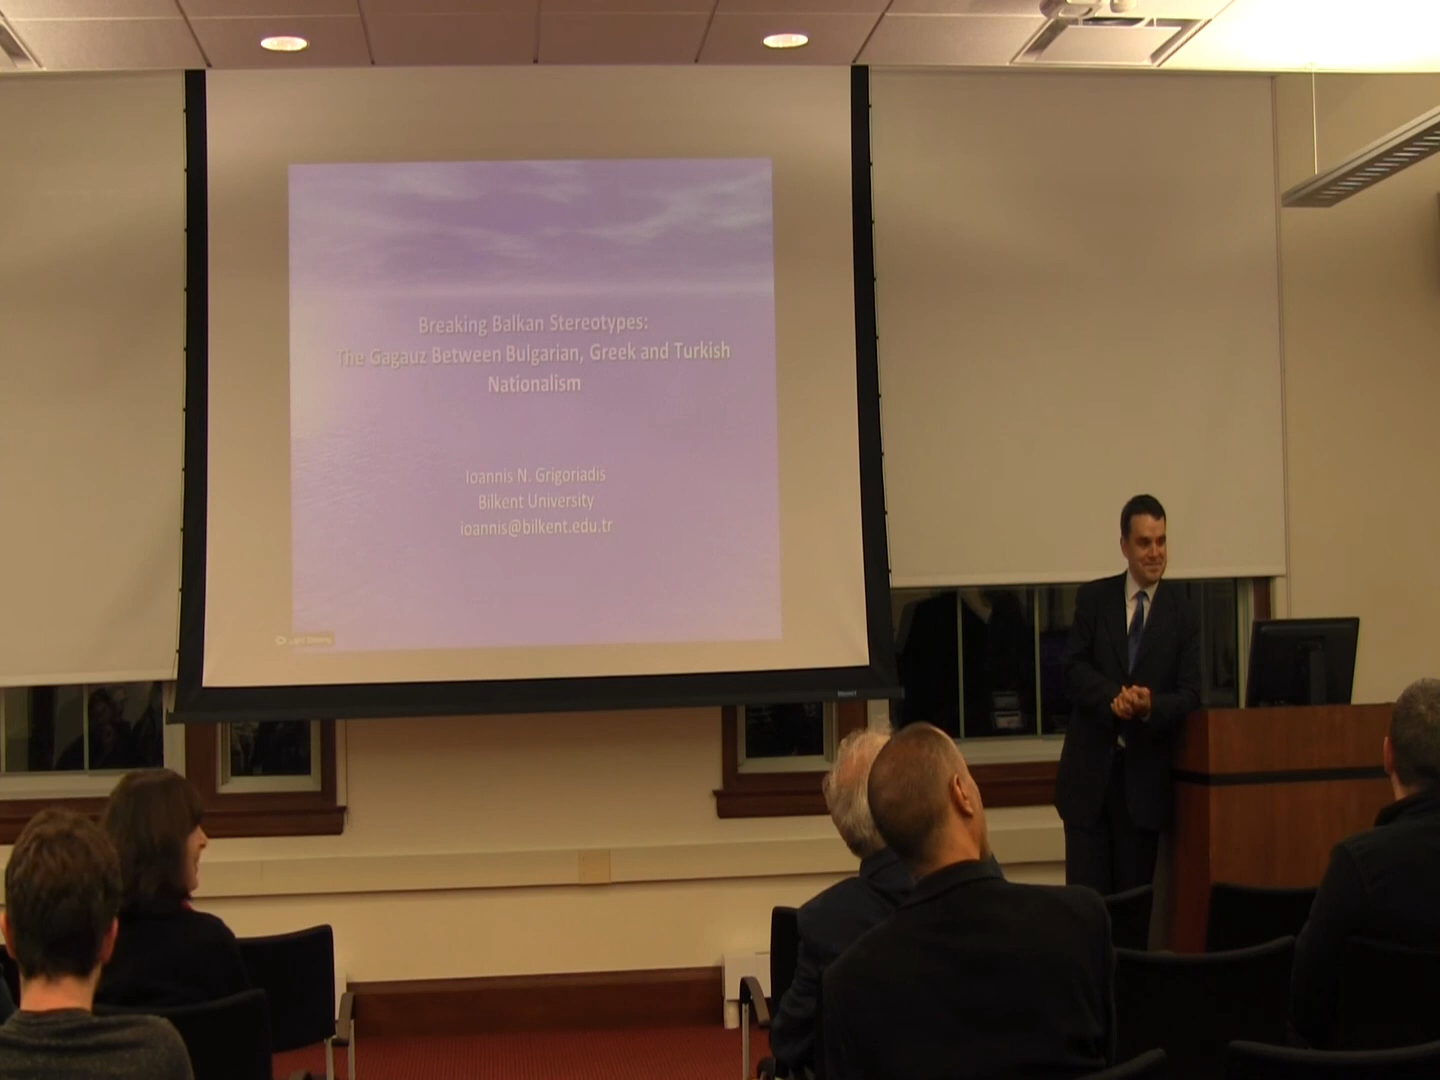 Breaking Balkan Stereotypes:
The Gagauz Between Bulgarian, Greek and Turkish
Nationalism
Ioannis N. Grigoriadis
Bilkent University
ioannis@bilkent.edu.tr